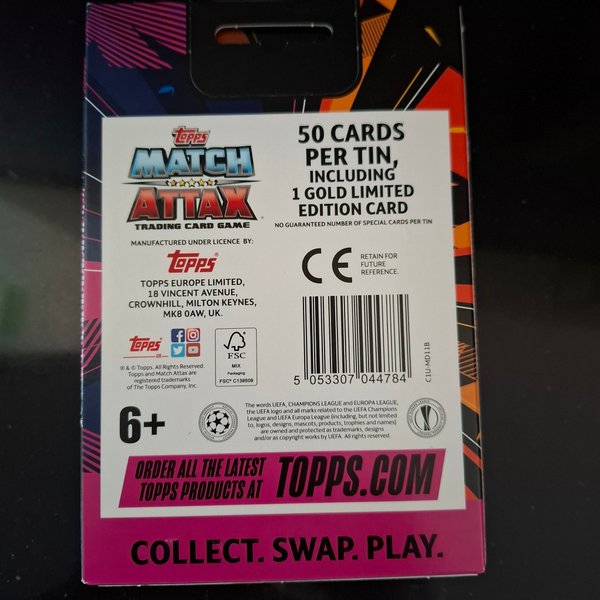 topps
MATCH
ATTAX
TRADING CARD GAME
MANUFACTURED UNDER LICENCE BY:
topps
TOPPS EUROPE LIMITED,
18 VINCENT AVENUE,
CROWNHILL, MILTON KEYNES,
MK8 0AW, UK.
topps
® & © Topps. All Rights Reserved.
Topps and Match Attax are
registered trademarks
of The Topps Company, Inc.
FSC
MIX
Packaging
FSC® C139509
50 CARDS
PER TIN,
INCLUDING
1 GOLD LIMITED
EDITION CARD
NO GUARANTEED NUMBER OF SPECIAL CARDS PER TIN
CE
RETAIN FOR
FUTURE
REFERENCE.
5 053307 044784
C1U-MD11B
6+
The words UEFA, CHAMPIONS LEAGUE and EUROPA LEAGUE,
the UEFA logo and all marks related to the UEFA Champions
League and UEFA Europa League (including, but not limited
to, logos, designs, mascots, products, trophies and names)
are owned and protected as trademarks, designs
and/or as copyright works by UEFA. All rights reserved.
ORDER ALL THE LATEST
TOPPS PRODUCTS AT
TOPPS.COM
COLLECT. SWAP. PLAY.